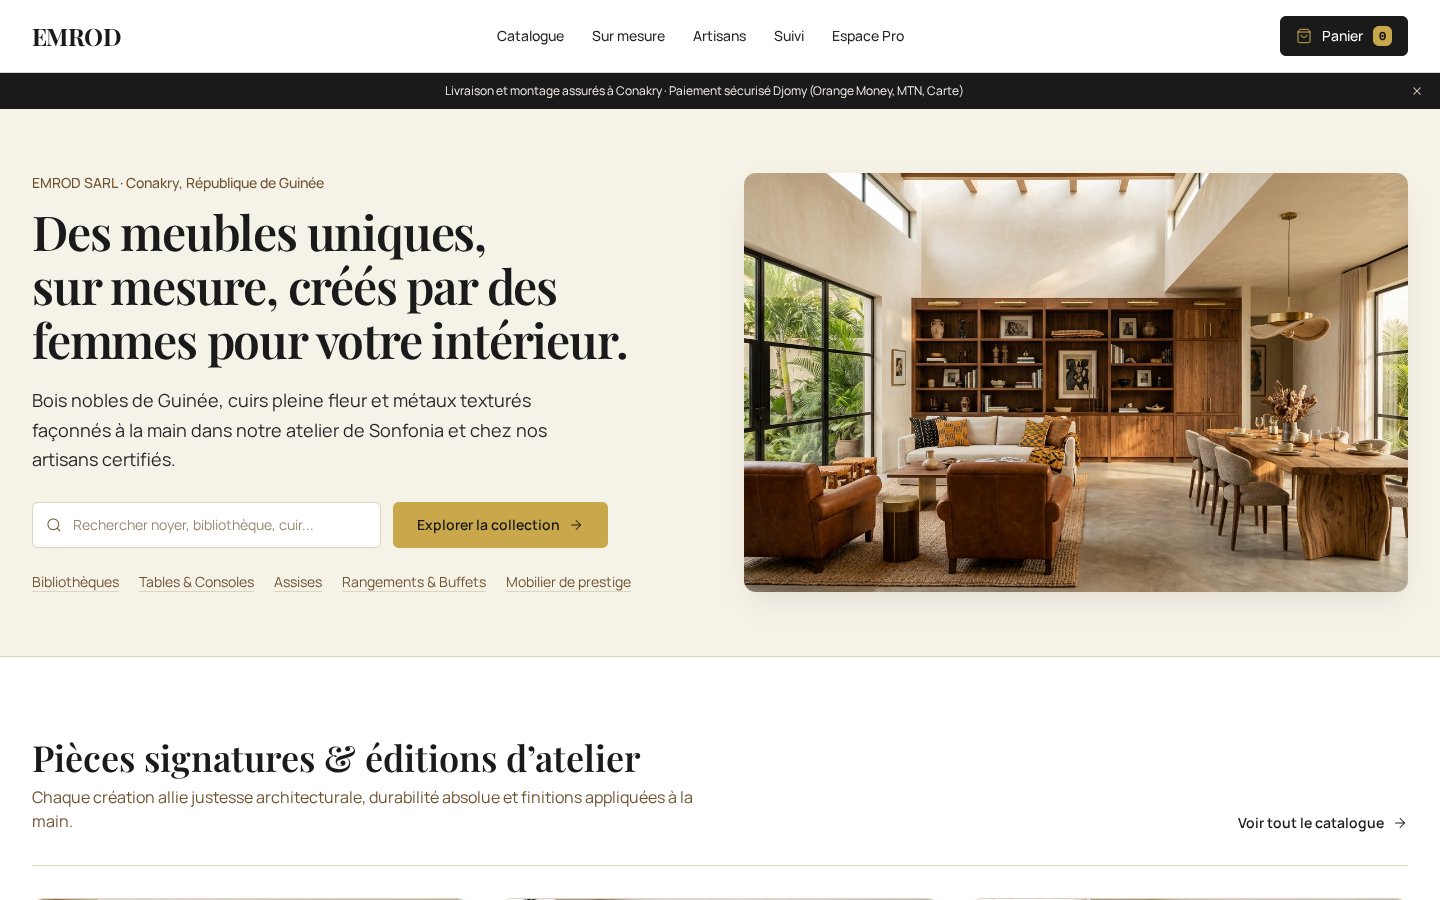 EMROD
Catalogue
Sur mesure
Artisans
Suivi
Espace Pro
Panier 0
Livraison et montage assurés à Conakry · Paiement sécurisé Djomy (Orange Money, MTN, Carte)
EMROD SARL · Conakry, République de Guinée
Des meubles uniques,
sur mesure, créés par des
femmes pour votre intérieur.
Bois nobles de Guinée, cuirs pleine fleur et métaux texturés
façonnés à la main dans notre atelier de Sonfonia et chez nos
artisans certifiés.
Rechercher noyer, bibliothèque, cuir...
Explorer la collection
Bibliothèques
Tables & Consoles
Assises
Rangements & Buffets
Mobilier de prestige
Pièces signatures & éditions d’atelier
Chaque création allie justesse architecturale, durabilité absolue et finitions appliquées à la
main.
Voir tout le catalogue